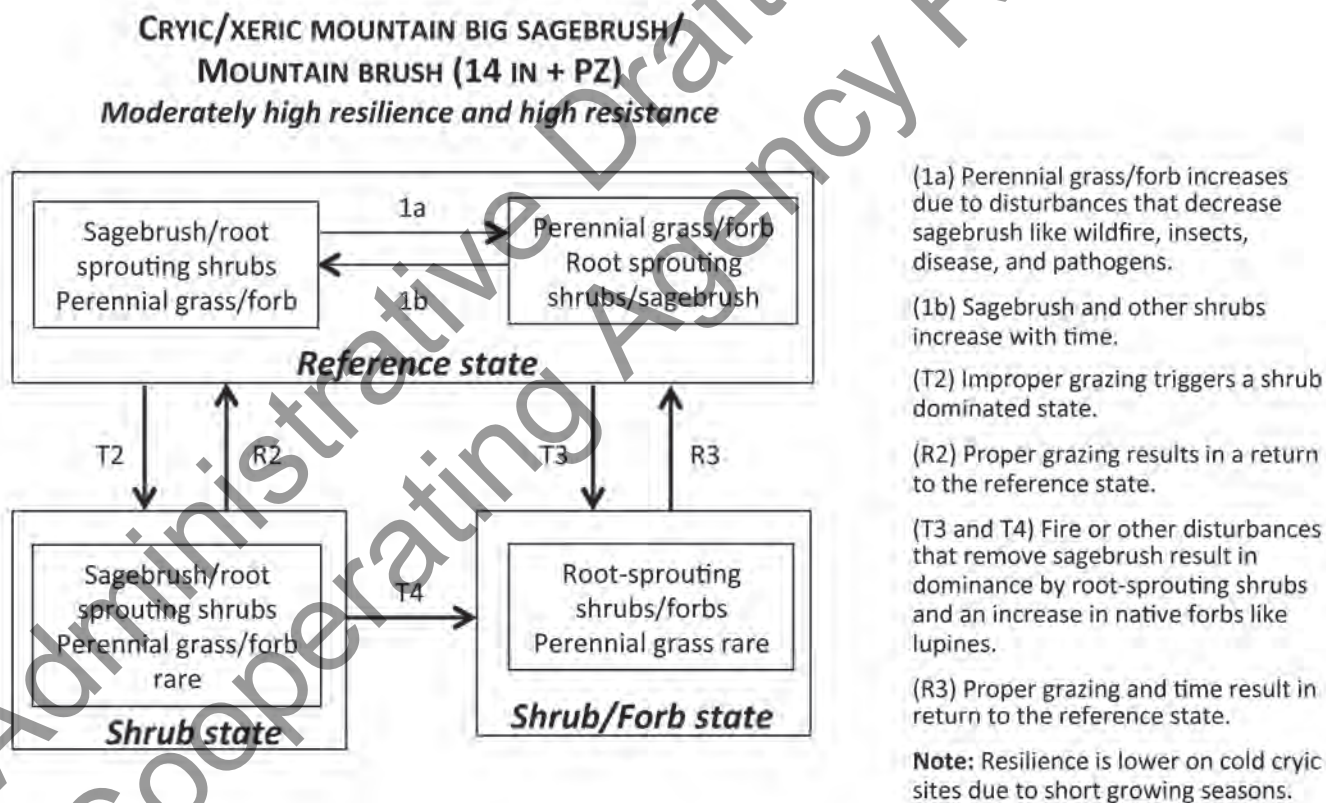 CRYIC/XERIC MOUNTAIN BIG SAGEBRUSH/
MOUNTAIN BRUSH (14 IN + PZ)
Moderately high resilience and high resistance
Sagebrush/root
sprouting shrubs
Perennial grass/forb
1a
1b
Perennial grass/forb
Root sprouting
shrubs/sagebrush
Reference state
T2
R2
T3
R3
Sagebrush/root
sprouting shrubs
Perennial grass/forb
rare
Shrub state
T4
Root-sprouting
shrubs/forbs
Perennial grass rare
Shrub/Forb state
(1a) Perennial grass/forb increases
due to disturbances that decrease
sagebrush like wildfire, insects,
disease, and pathogens.
(1b) Sagebrush and other shrubs
increase with time.
(T2) Improper grazing triggers a shrub
dominated state.
(R2) Proper grazing results in a return
to the reference state.
(T3 and T4) Fire or other disturbances
that remove sagebrush result in
dominance by root-sprouting shrubs
and an increase in native forbs like
lupines.
(R3) Proper grazing and time result in
return to the reference state.
Note: Resilience is lower on cold cryic
sites due to short growing seasons.
Administrative Draft
Cooperating Agency